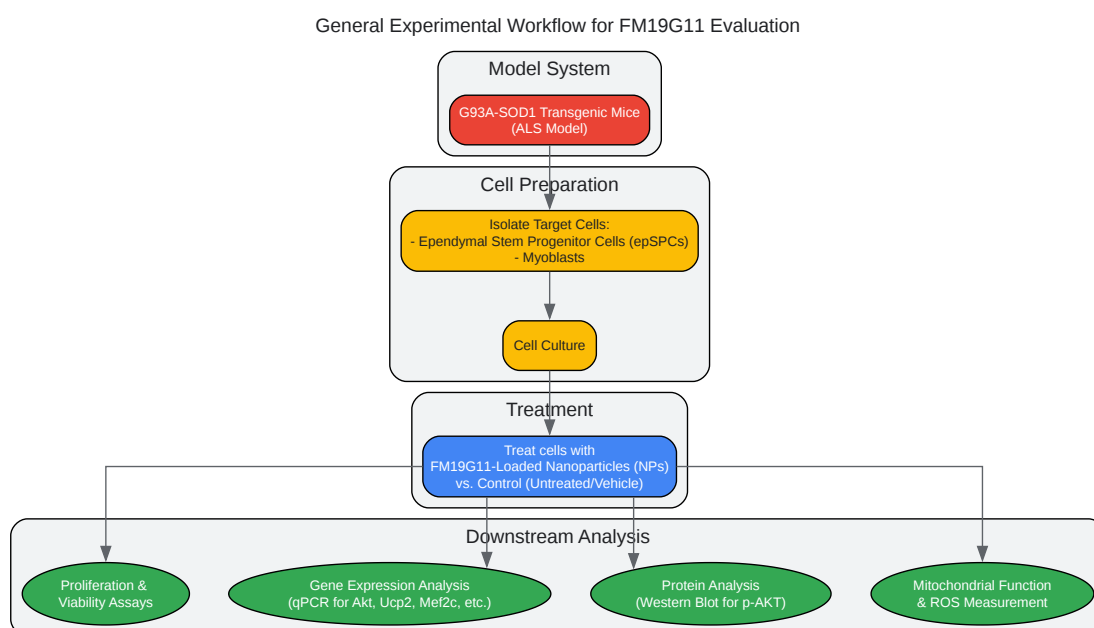 General Experimental Workflow for FM19G11 Evaluation
Model System
G93A-SOD1 Transgenic Mice
(ALS Model)
Cell Preparation
Isolate Target Cells:
- Ependymal Stem Progenitor Cells (epSPCs)
- Myoblasts
Cell Culture
Treatment
Treat cells with
FM19G11-Loaded Nanoparticles (NPs)
vs. Control (Untreated/Vehicle)
Downstream Analysis
Proliferation &
Viability Assays
Gene Expression Analysis
(qPCR for Akt, Ucp2, Mef2c, etc.)
Protein Analysis
(Western Blot for p-AKT)
Mitochondrial Function
& ROS Measurement